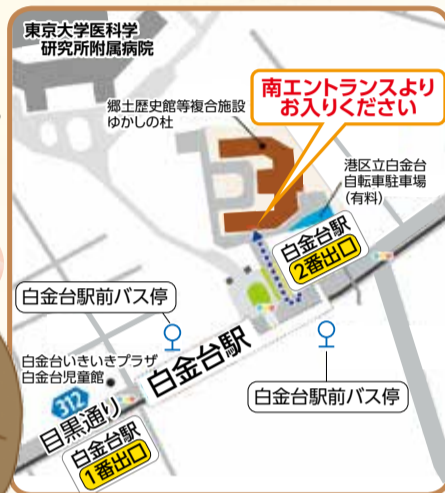 東京大学医科学
研究所附属病院
南エントランスより
お入りください
郷土歴史館等複合施設
ゆかしの杜
港区立白金台
自転車駐車場
(有料)
白金台駅
2番出口
白金台駅前バス停
白金台駅
白金台いきいきプラザ
白金台児童館
白金台駅前バス停
312
目黒通り
白金台駅
1番出口